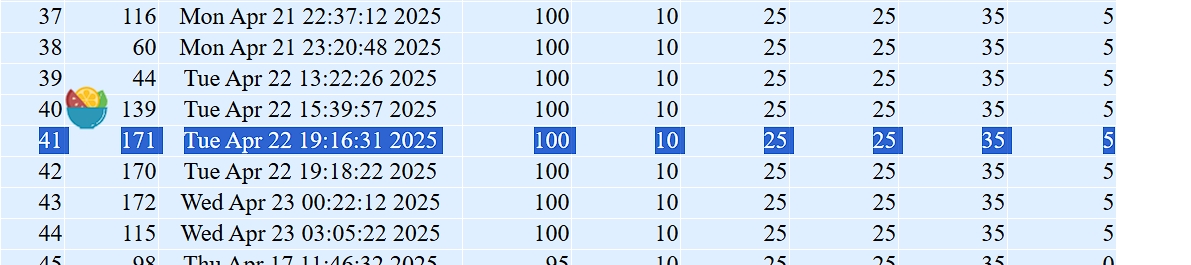 37 116 Mon Apr 21 22:37:12 2025 100 10 25 25 35 5
38 60 Mon Apr 21 23:20:48 2025 100 10 25 25 35 5
39 44 Tue Apr 22 13:22:26 2025 100 10 25 25 35 5
40 139 Tue Apr 22 15:39:57 2025 100 10 25 25 35 5
41 171 Tue Apr 22 19:16:31 2025 100 10 25 25 35 5
42 170 Tue Apr 22 19:18:22 2025 100 10 25 25 35 5
43 172 Wed Apr 23 00:22:12 2025 100 10 25 25 35 5
44 115 Wed Apr 23 03:05:22 2025 100 10 25 25 35 5
45 98 Thu Apr 17 11:46:32 2025 95 10 25 25 35 0